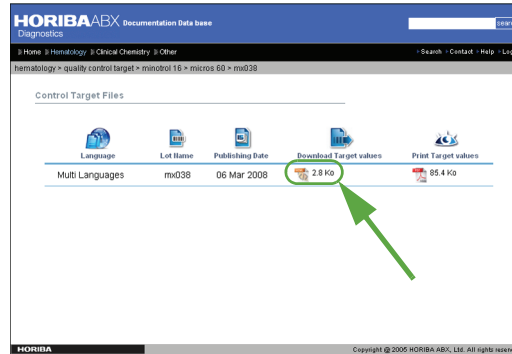 HORIBAABX Documentation Data base
Diagnostics
Home Hematology Clinical Chemistry Other
Search Contact Help
hematology > quality control target > minotrol 16 > micros 60 > mx038
Control Target Files
Language Lot Name Publishing Date Download Target values Print Target values
Multi Languages mx038 06 Mar 2008 2.8 Ko 85.4 Ko
HORIBA Copyright @ 2005 HORIBA ABX, Ltd. All rights